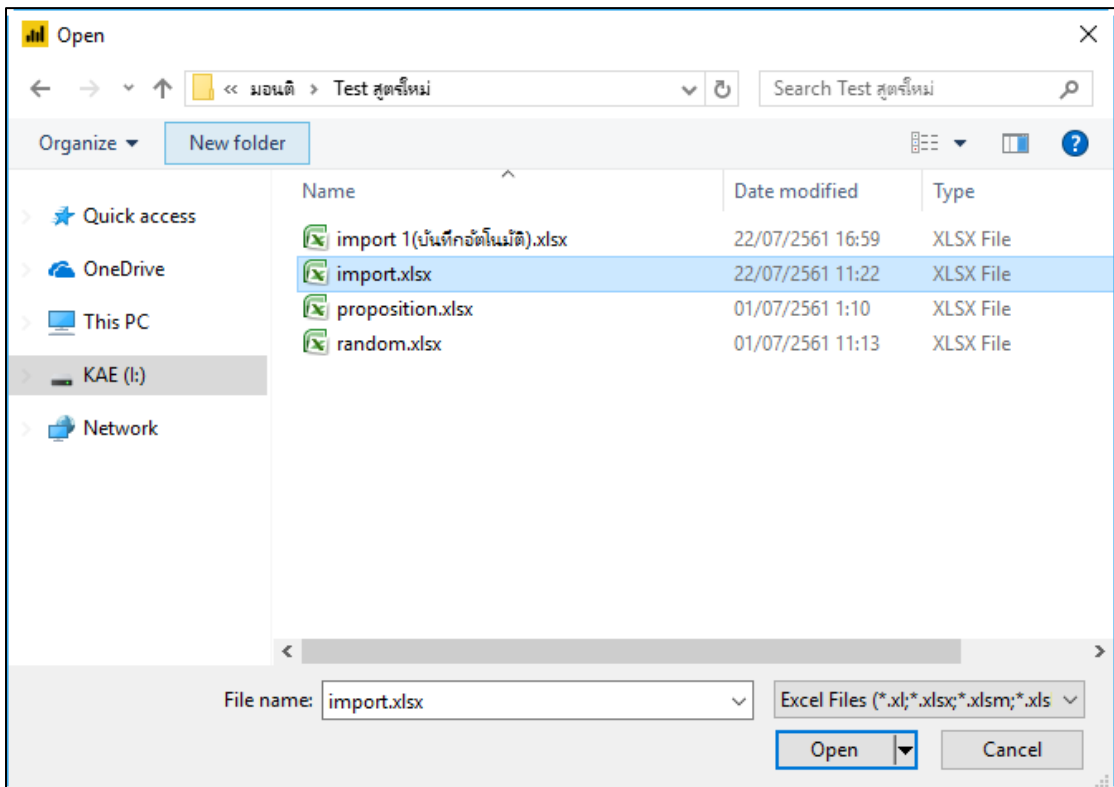 Open
« มอนติ › Test สูตรใหม่
Search Test สูตรใหม่
Organize
New folder
Name
Date modified
Type
Quick access
OneDrive
This PC
KAE (I:)
Network
import 1(บันทึกอัตโนมัติ).xlsx 22/07/2561 16:59 XLSX File
import.xlsx 22/07/2561 11:22 XLSX File
proposition.xlsx 01/07/2561 1:10 XLSX File
random.xlsx 01/07/2561 11:13 XLSX File
File name: import.xlsx
Excel Files (*.xl;*.xlsx;*.xlsm;*.xls
Open
Cancel